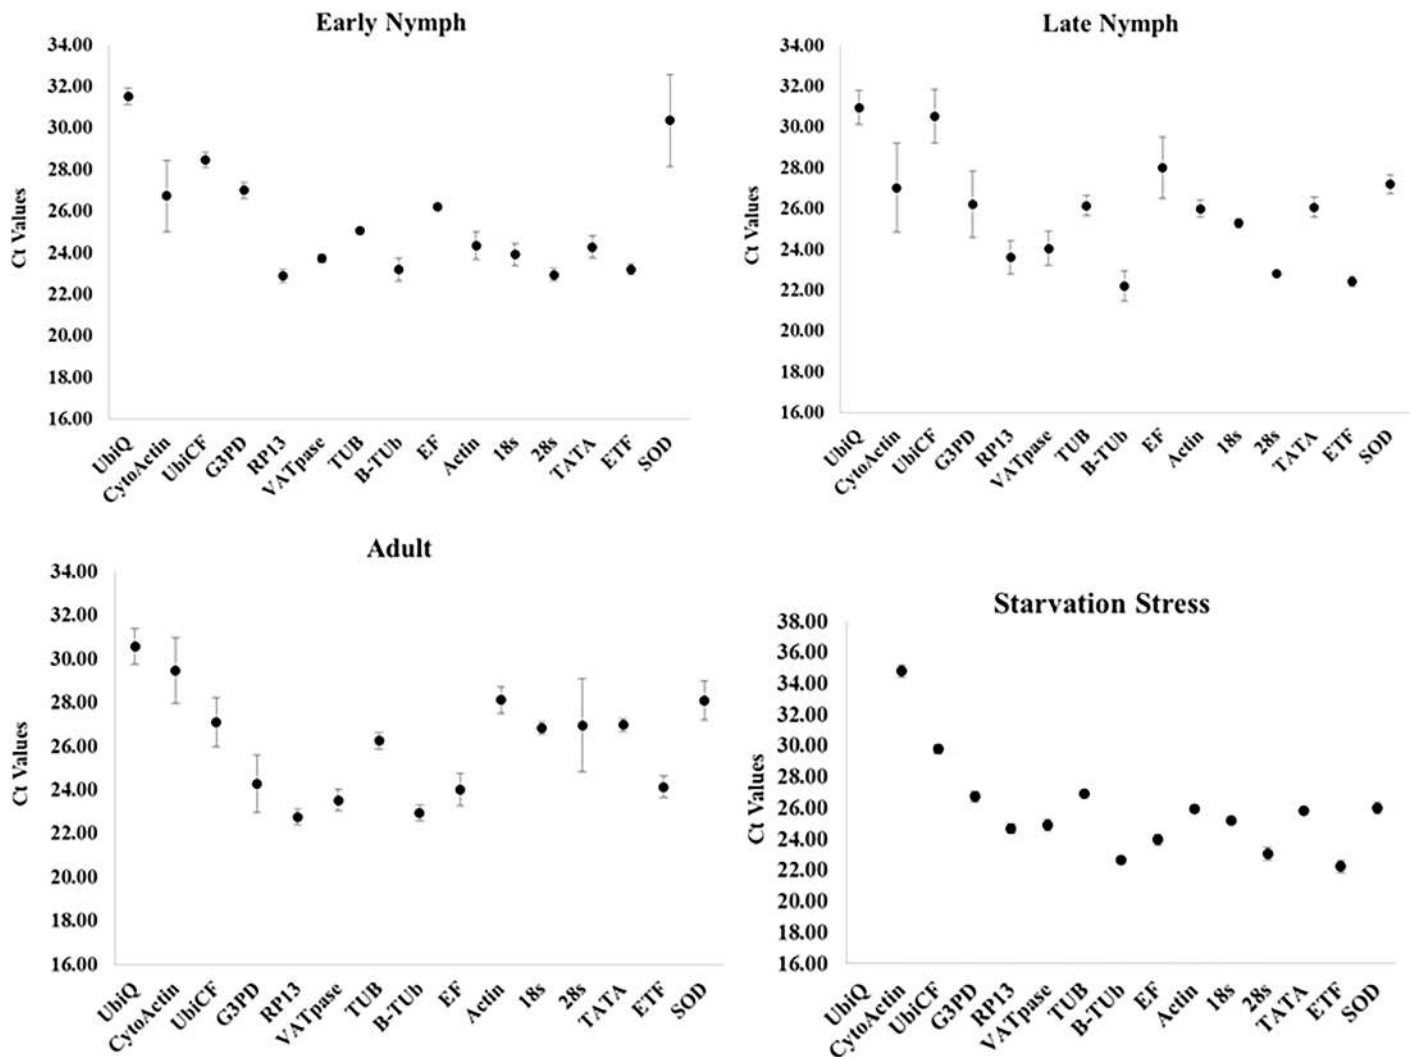 Early Nymph
34.00
32.00
30.00
28.00
26.00
24.00
22.00
20.00
18.00
16.00
Ct Values
UbiQ
CytoActin
UbiCF
G3PD
RP13
VATpase
TUB
B-TUb
EF
Actin
18s
28s
TATA
ETF
SOD
Late Nymph
34.00
32.00
30.00
28.00
26.00
24.00
22.00
20.00
18.00
16.00
Ct Values
UbiQ
CytoActin
UbiCF
G3PD
RP13
VATpase
TUB
B-TUb
EF
Actin
18s
28s
TATA
ETF
SOD
Adult
34.00
32.00
30.00
28.00
26.00
24.00
22.00
20.00
18.00
16.00
Ct Values
UbiQ
CytoActin
UbiCF
G3PD
RP13
VATpase
TUB
B-TUb
EF
Actin
18s
28s
TATA
ETF
SOD
Starvation Stress
38.00
36.00
34.00
32.00
30.00
28.00
26.00
24.00
22.00
20.00
18.00
16.00
Ct Values
UbiQ
CytoActin
UbiCF
G3PD
RP13
VATpase
TUB
B-TUb
EF
Actin
18s
28s
TATA
ETF
SOD